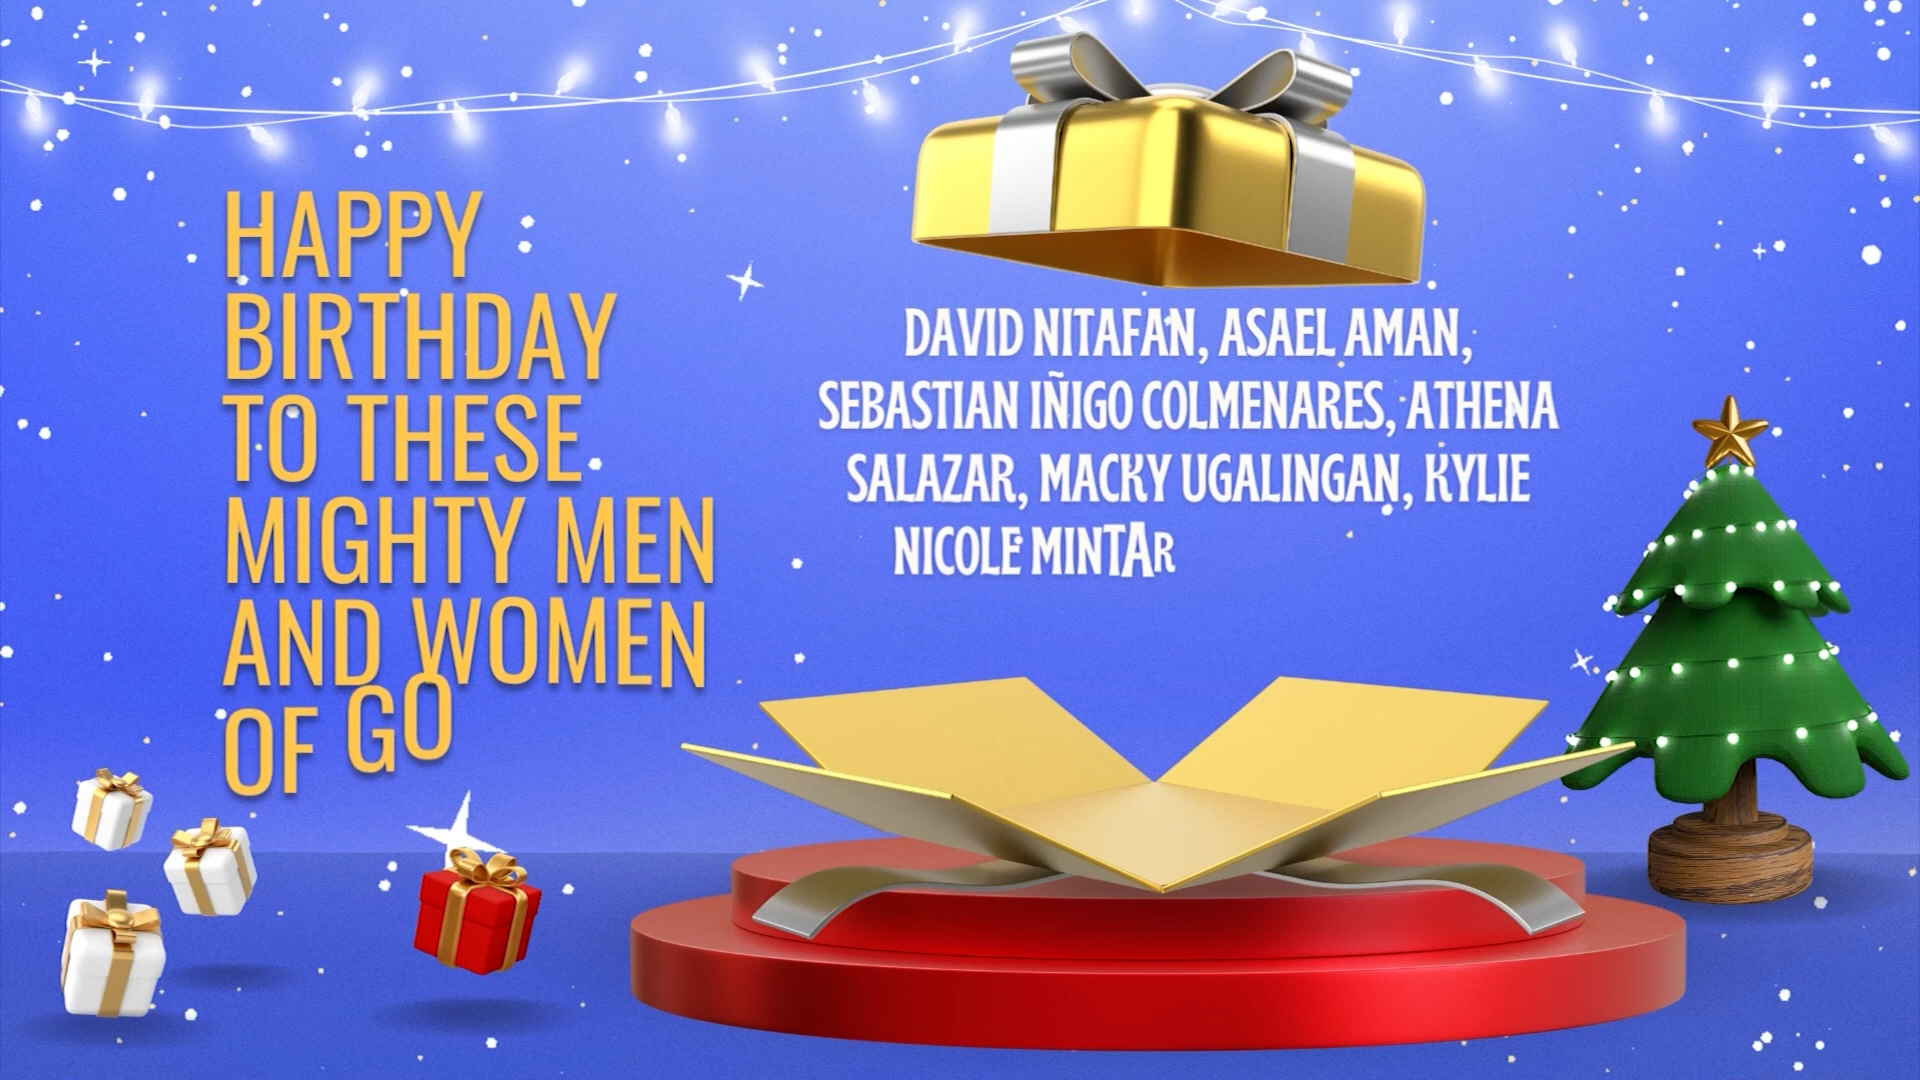 HAPPY
BIRTHDAY
TO THESE
MIGHTY MEN
AND WOMEN
OF GO
DAVID NITAFAN, ASAEL AMAN,
SEBASTIAN IÑIGO COLMENARES, ATHENA
SALAZAR, MACKY UGALINGAN, KYLIE
NICOLE MINTAR